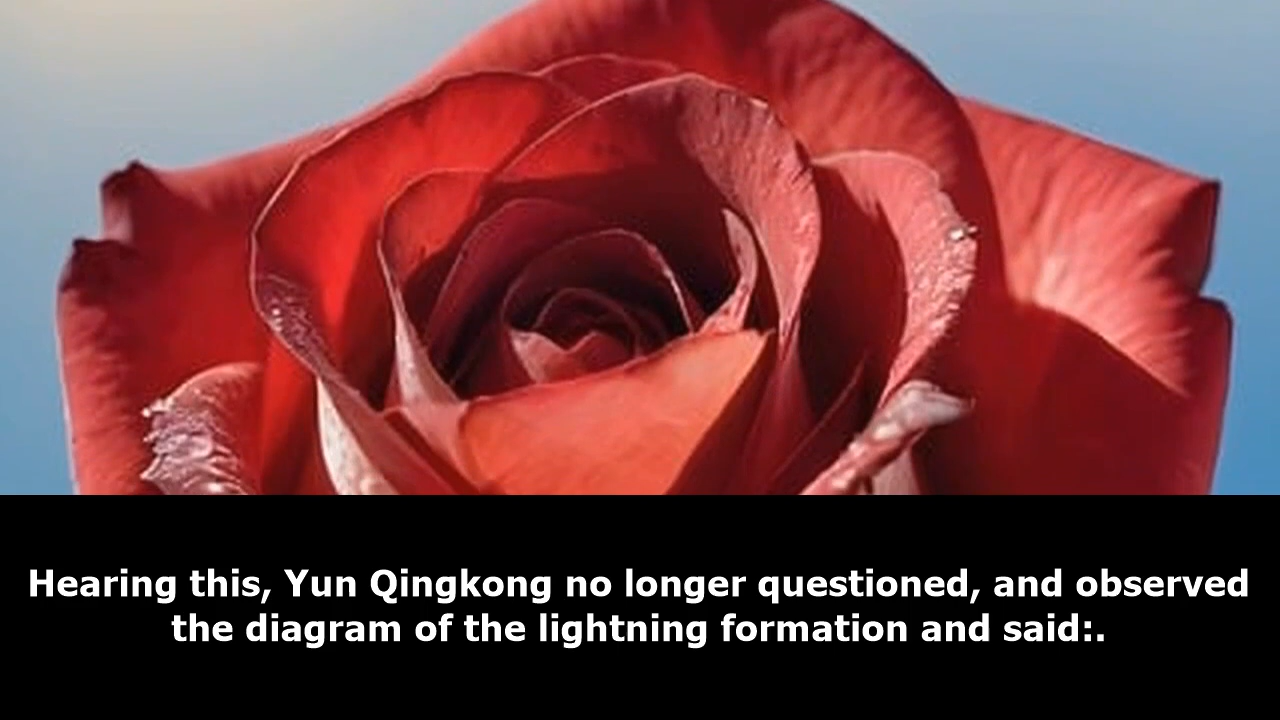 Hearing this, Yun Qingkong no longer questioned, and observed
the diagram of the lightning formation and said:.